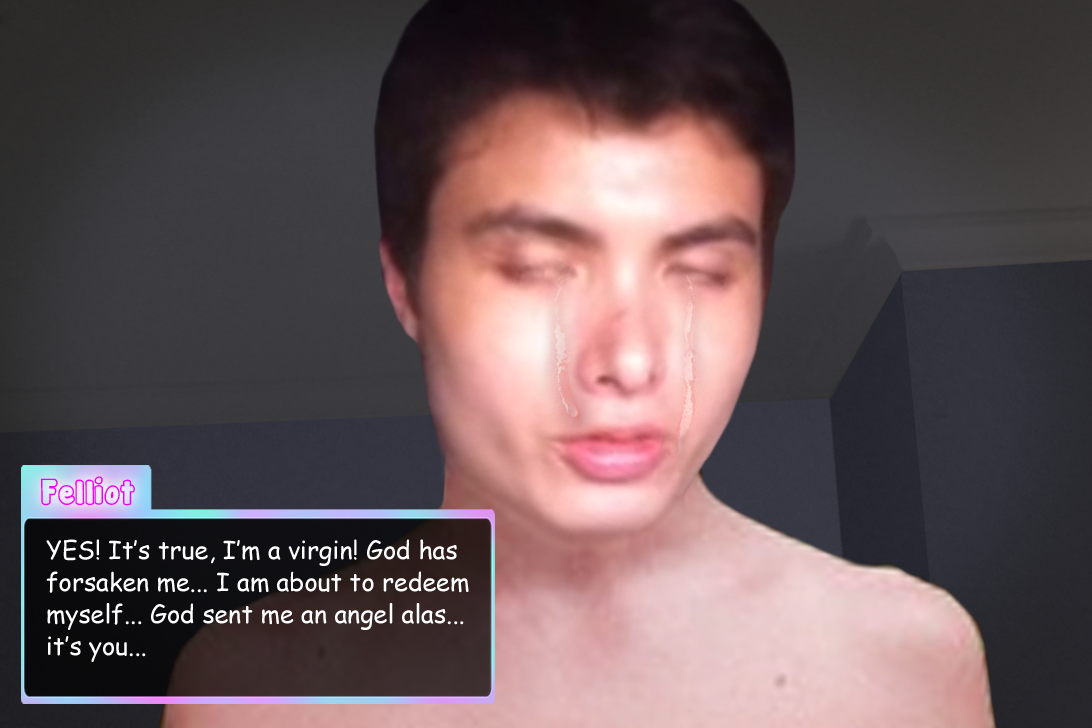 Felliot
YES! It's true, I'm a virgin! God has
forsaken me... I am about to redeem
myself... God sent me an angel alas...
it's you...